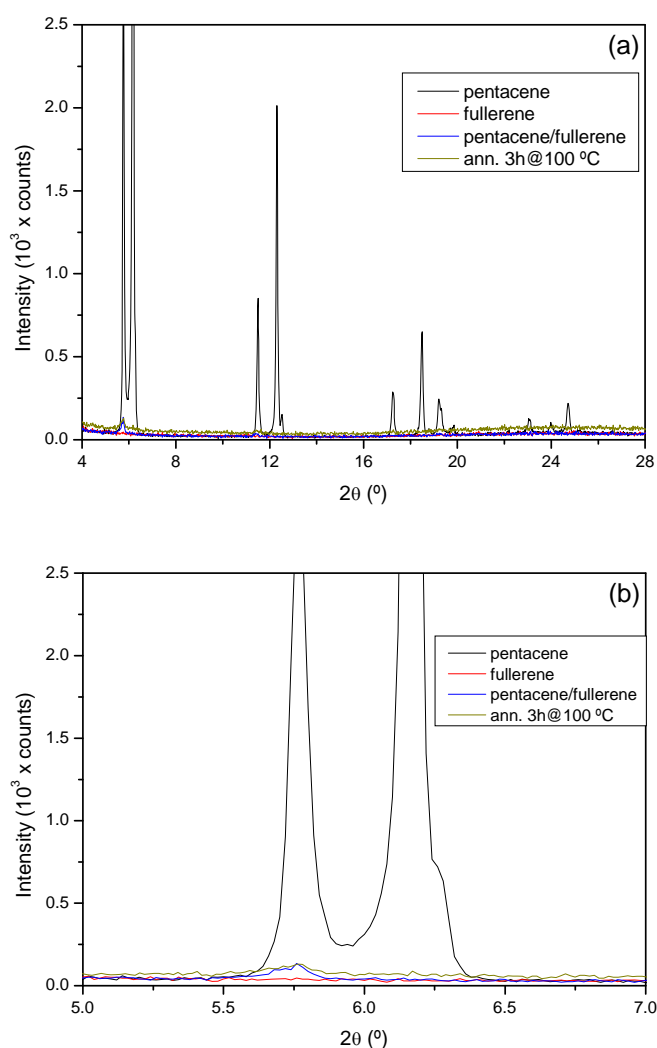 (a)
pentacene
fullerene
pentacene/fullerene
ann. 3h@100 ºC
Intensity (10³ x counts)
2.5
2.0
1.5
1.0
0.5
0.0
4 8 12 16 20 24 28
2θ (º)
(b)
pentacene
fullerene
pentacene/fullerene
ann. 3h@100 ºC
Intensity (10³ x counts)
2.5
2.0
1.5
1.0
0.5
0.0
5.0 5.5 6.0 6.5 7.0
2θ (º)